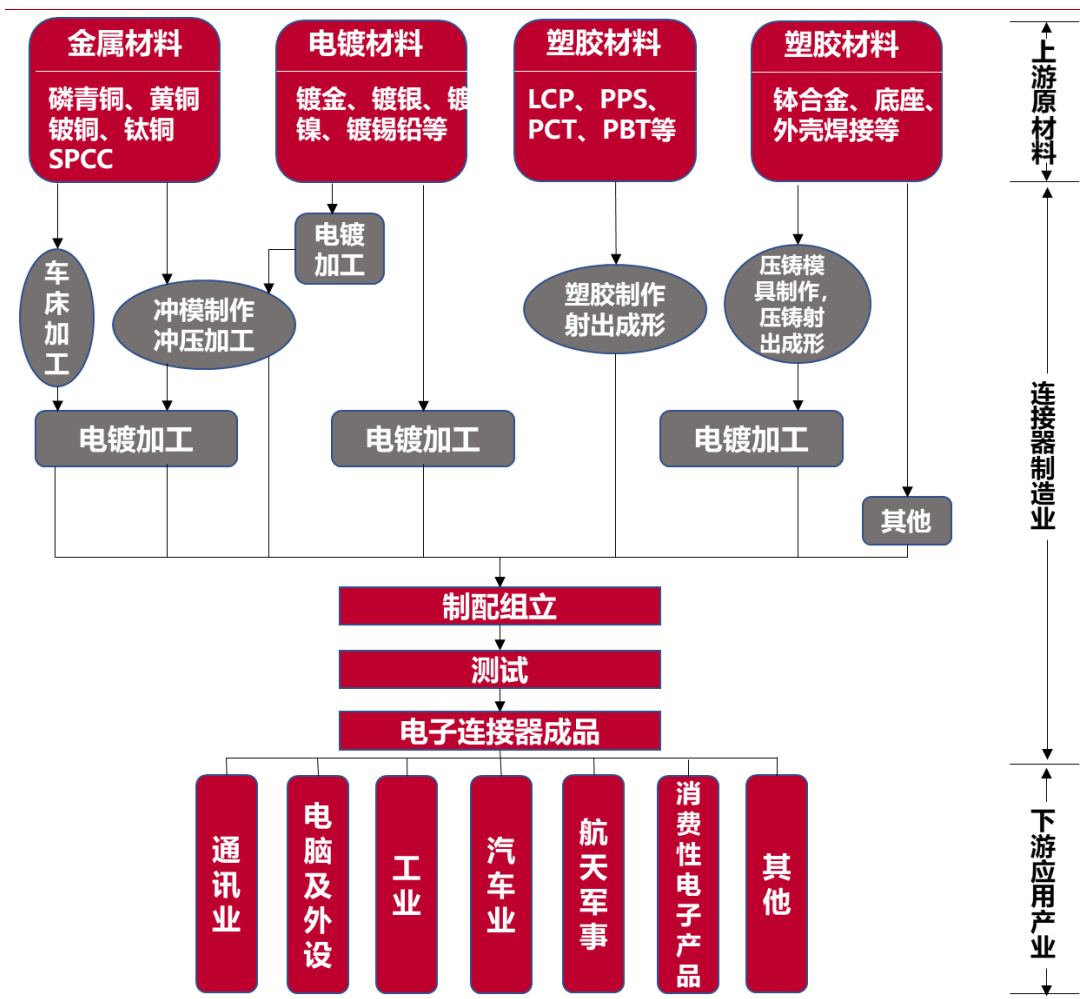 金属材料
磷青铜、黄铜
铍铜、钛铜
SPCC
电镀材料
镀金、镀银、镀
镍、镀锡铅等
塑胶材料
LCP、PPS、
PCT、PBT等
塑胶材料
钵合金、底座、
外壳焊接等
上游原材料
电镀
加工
车床加工
冲模制作
冲压加工
塑胶制作
射出成形
压铸模
具制作，
压铸射
出成形
电镀加工
电镀加工
电镀加工
其他
连接器制造业
制配组立
测试
电子连接器成品
通讯业
电脑及外设
工业
汽车业
航天军事
消费性电子产品
其他
下游应用产业